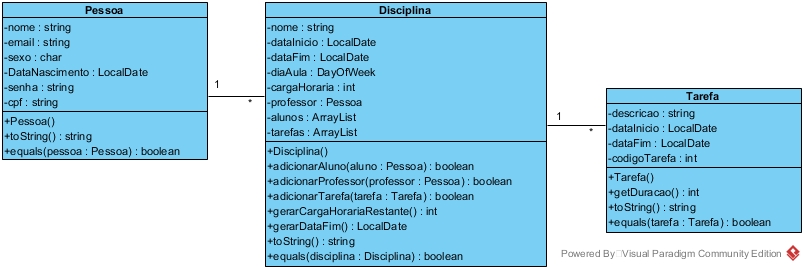 Pessoa
-nome : string
-email : string
-sexo : char
-DataNascimento : LocalDate
-senha : string
-cpf : string
+Pessoa()
+toString() : string
+equals(pessoa : Pessoa) : boolean
1
*
Disciplina
-nome : string
-dataInicio : LocalDate
-dataFim : LocalDate
-diaAula : DayOfWeek
-cargaHoraria : int
-professor : Pessoa
-alunos : ArrayList
-tarefas : ArrayList
+Disciplina()
+adicionarAluno(aluno : Pessoa) : boolean
+adicionarProfessor(professor : Pessoa) : boolean
+adicionarTarefa(tarefa : Tarefa) : boolean
+gerarCargaHorariaRestante() : int
+gerarDataFim() : LocalDate
+toString() : string
+equals(disciplina : Disciplina) : boolean
1
*
Tarefa
-descricao : string
-dataInicio : LocalDate
-dataFim : LocalDate
-codigoTarefa : int
+Tarefa()
+getDuracao() : int
+toString() : string
+equals(tarefa : Tarefa) : boolean
Powered By Visual Paradigm Community Edition